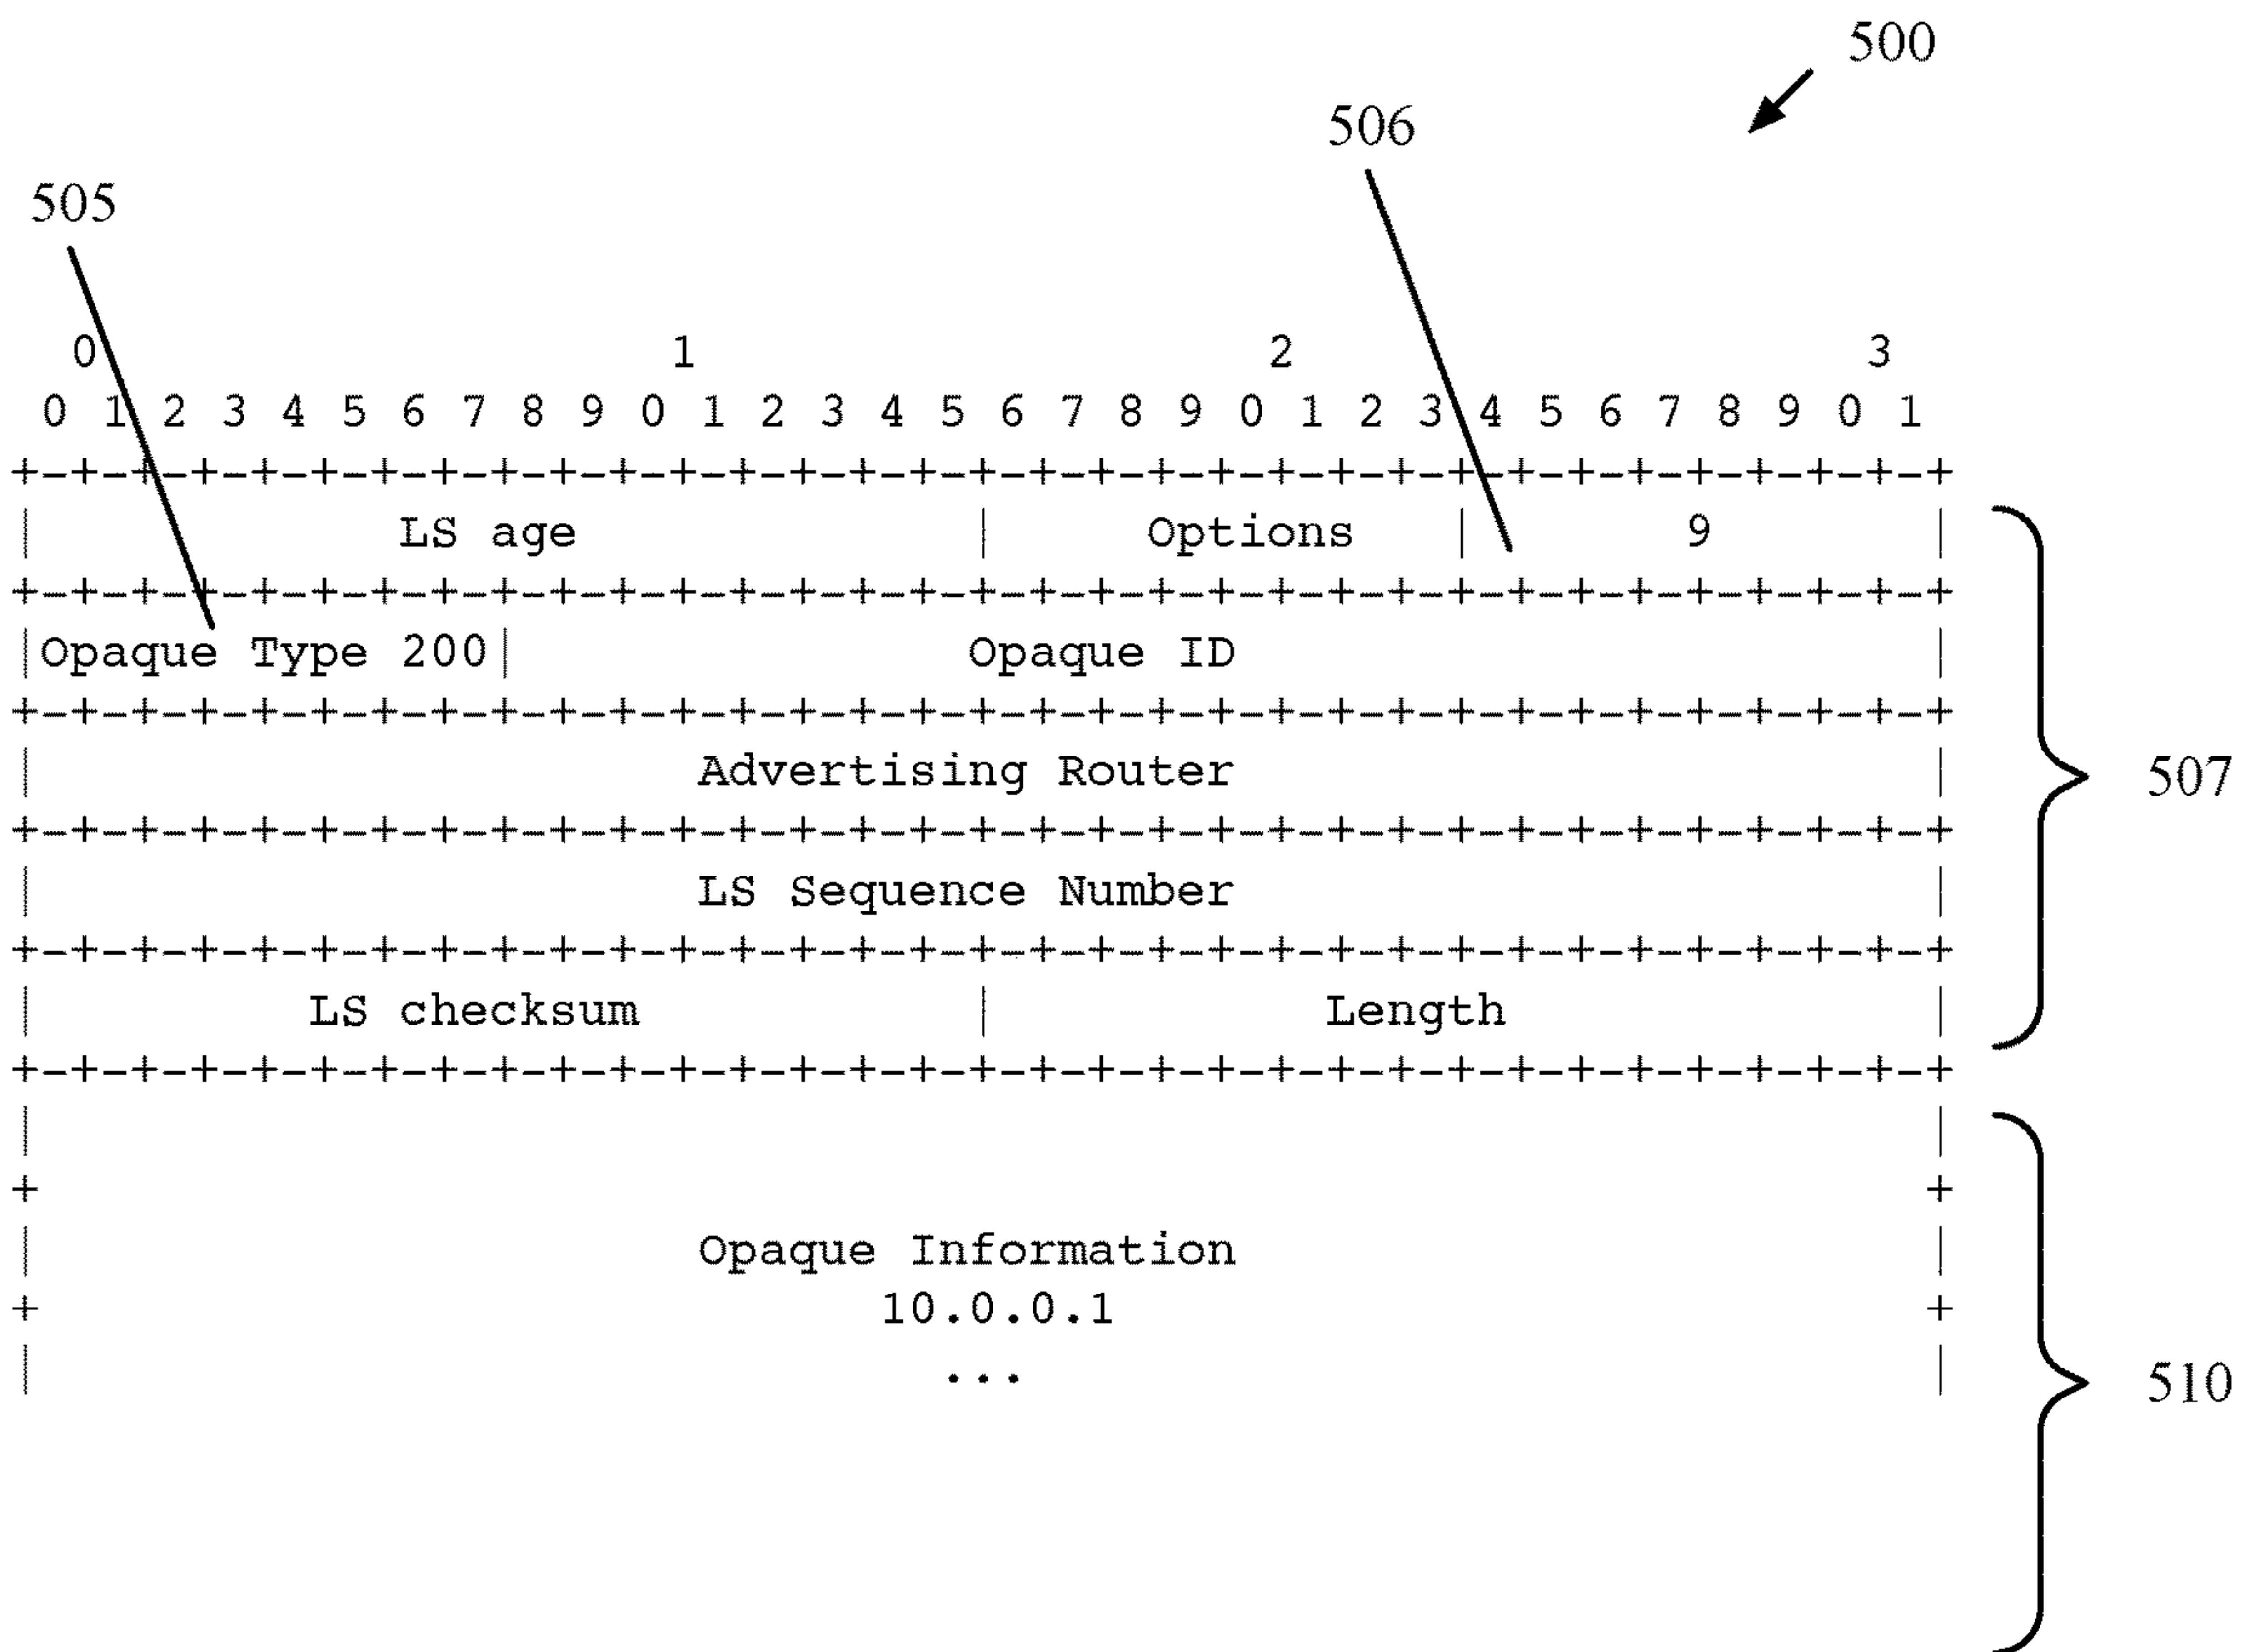 500
506
505
0 1 2 3
0 1 2 3 4 5 6 7 8 9 0 1 2 3 4 5 6 7 8 9 0 1 2 3 4 5 6 7 8 9 0 1
+-+-+-+-+-+-+-+-+-+-+-+-+-+-+-+-+-+-+-+-+-+-+-+-+-+-+-+-+-+-+-+-+
| LS age | Options | 9 |
+-+-+-+-+-+-+-+-+-+-+-+-+-+-+-+-+-+-+-+-+-+-+-+-+-+-+-+-+-+-+-+-+
|Opaque Type 200| Opaque ID |
+-+-+-+-+-+-+-+-+-+-+-+-+-+-+-+-+-+-+-+-+-+-+-+-+-+-+-+-+-+-+-+-+
| Advertising Router |
507
+-+-+-+-+-+-+-+-+-+-+-+-+-+-+-+-+-+-+-+-+-+-+-+-+-+-+-+-+-+-+-+-+
| LS Sequence Number |
+-+-+-+-+-+-+-+-+-+-+-+-+-+-+-+-+-+-+-+-+-+-+-+-+-+-+-+-+-+-+-+-+
| LS checksum | Length |
+-+-+-+-+-+-+-+-+-+-+-+-+-+-+-+-+-+-+-+-+-+-+-+-+-+-+-+-+-+-+-+-+
| |
+ +
| Opaque Information |
+ 10.0.0.1 +
| ... |
510